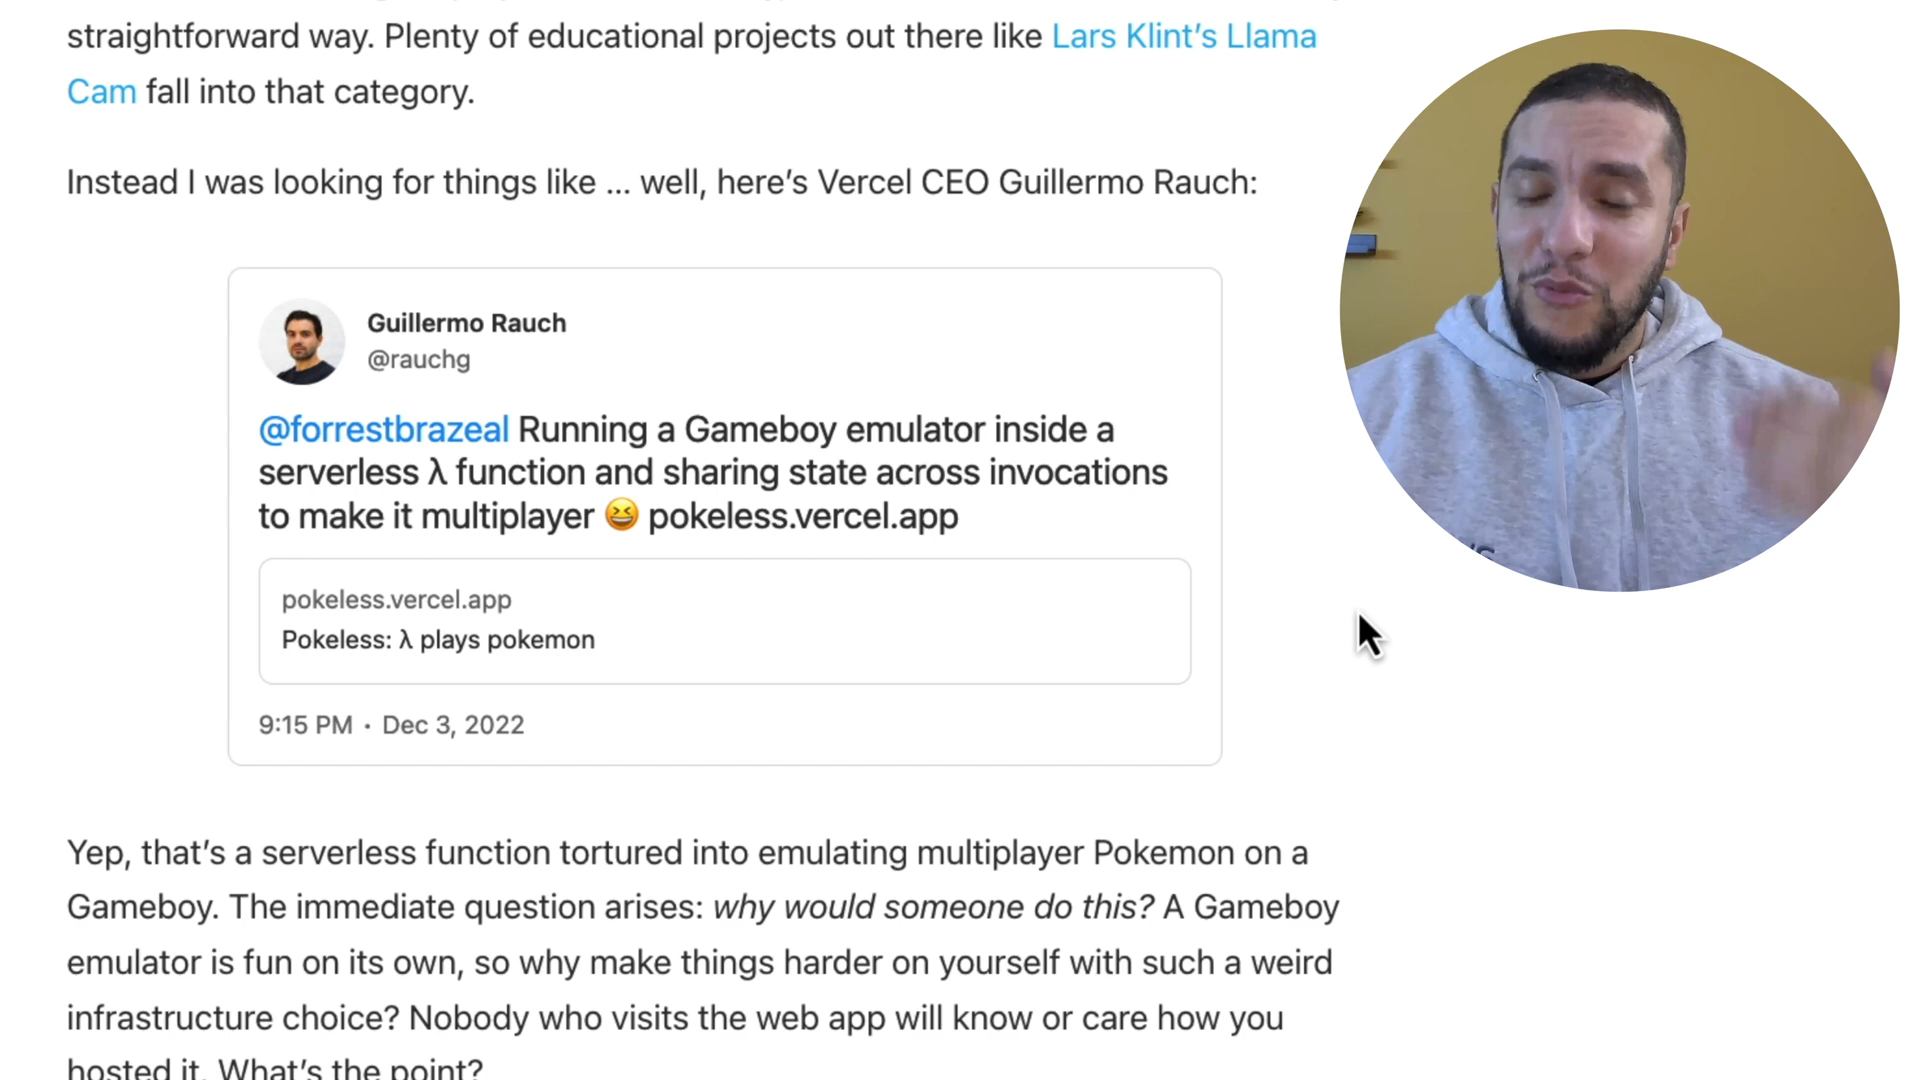 straightforward way. Plenty of educational projects out there like Lars Klint’s Llama
Cam fall into that category.
Instead I was looking for things like ... well, here’s Vercel CEO Guillermo Rauch:
Guillermo Rauch
@rauchg
@forrestbrazeal Running a Gameboy emulator inside a
serverless λ function and sharing state across invocations
to make it multiplayer 😆 pokeless.vercel.app
pokeless.vercel.app
Pokeless: λ plays pokemon
9:15 PM · Dec 3, 2022
Yep, that’s a serverless function tortured into emulating multiplayer Pokemon on a
Gameboy. The immediate question arises: why would someone do this? A Gameboy
emulator is fun on its own, so why make things harder on yourself with such a weird
infrastructure choice? Nobody who visits the web app will know or care how you
hosted it. What’s the point?